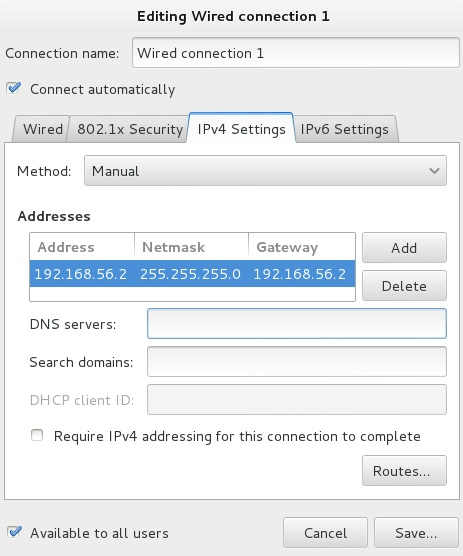 Editing Wired connection 1
Connection name: Wired connection 1
Connect automatically
Wired 802.1x Security IPv4 Settings IPv6 Settings
Method: Manual
Addresses
Address Netmask Gateway Add
192.168.56.2 255.255.255.0 192.168.56.2
Delete
DNS servers:
Search domains:
DHCP client ID:
Require IPv4 addressing for this connection to complete
Routes...
Available to all users Cancel Save...